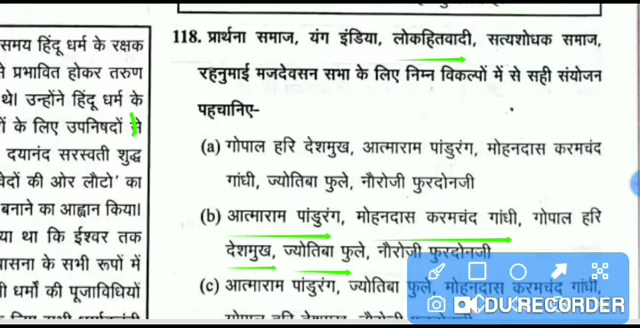 समय हिंदू धर्म के रक्षक
से प्रभावित होकर तरुण
थे। उन्होंने हिंदू धर्म के
ों के लिए उपनिषदों से
दयानंद सरस्वती शुद्ध
वेदों की ओर लौटो' का
बनाने का आह्वान किया।
या था कि ईश्वर तक
पासना के सभी रूपों में
ी धर्मों की पूजाविधियों
118. प्रार्थना समाज, यंग इंडिया, लोकहितवादी, सत्यशोधक समाज,
रहनुमाई मजदेवसन सभा के लिए निम्न विकल्पों में से सही संयोजन
पहचानिए-
(a) गोपाल हरि देशमुख, आत्माराम पांडुरंग, मोहनदास करमचंद
गांधी, ज्योतिबा फुले, नौरोजी फुरदोनजी
(b) आत्माराम पांडुरंग, मोहनदास करमचंद गांधी, गोपाल हरि
देशमुख, ज्योतिबा फुले, नौरोजी फुरदोनजी
(c) आत्माराम पांडुरंग, ज्योतिबा फुले, मोहनदास करमचंद गांधी,
DU RECORDER